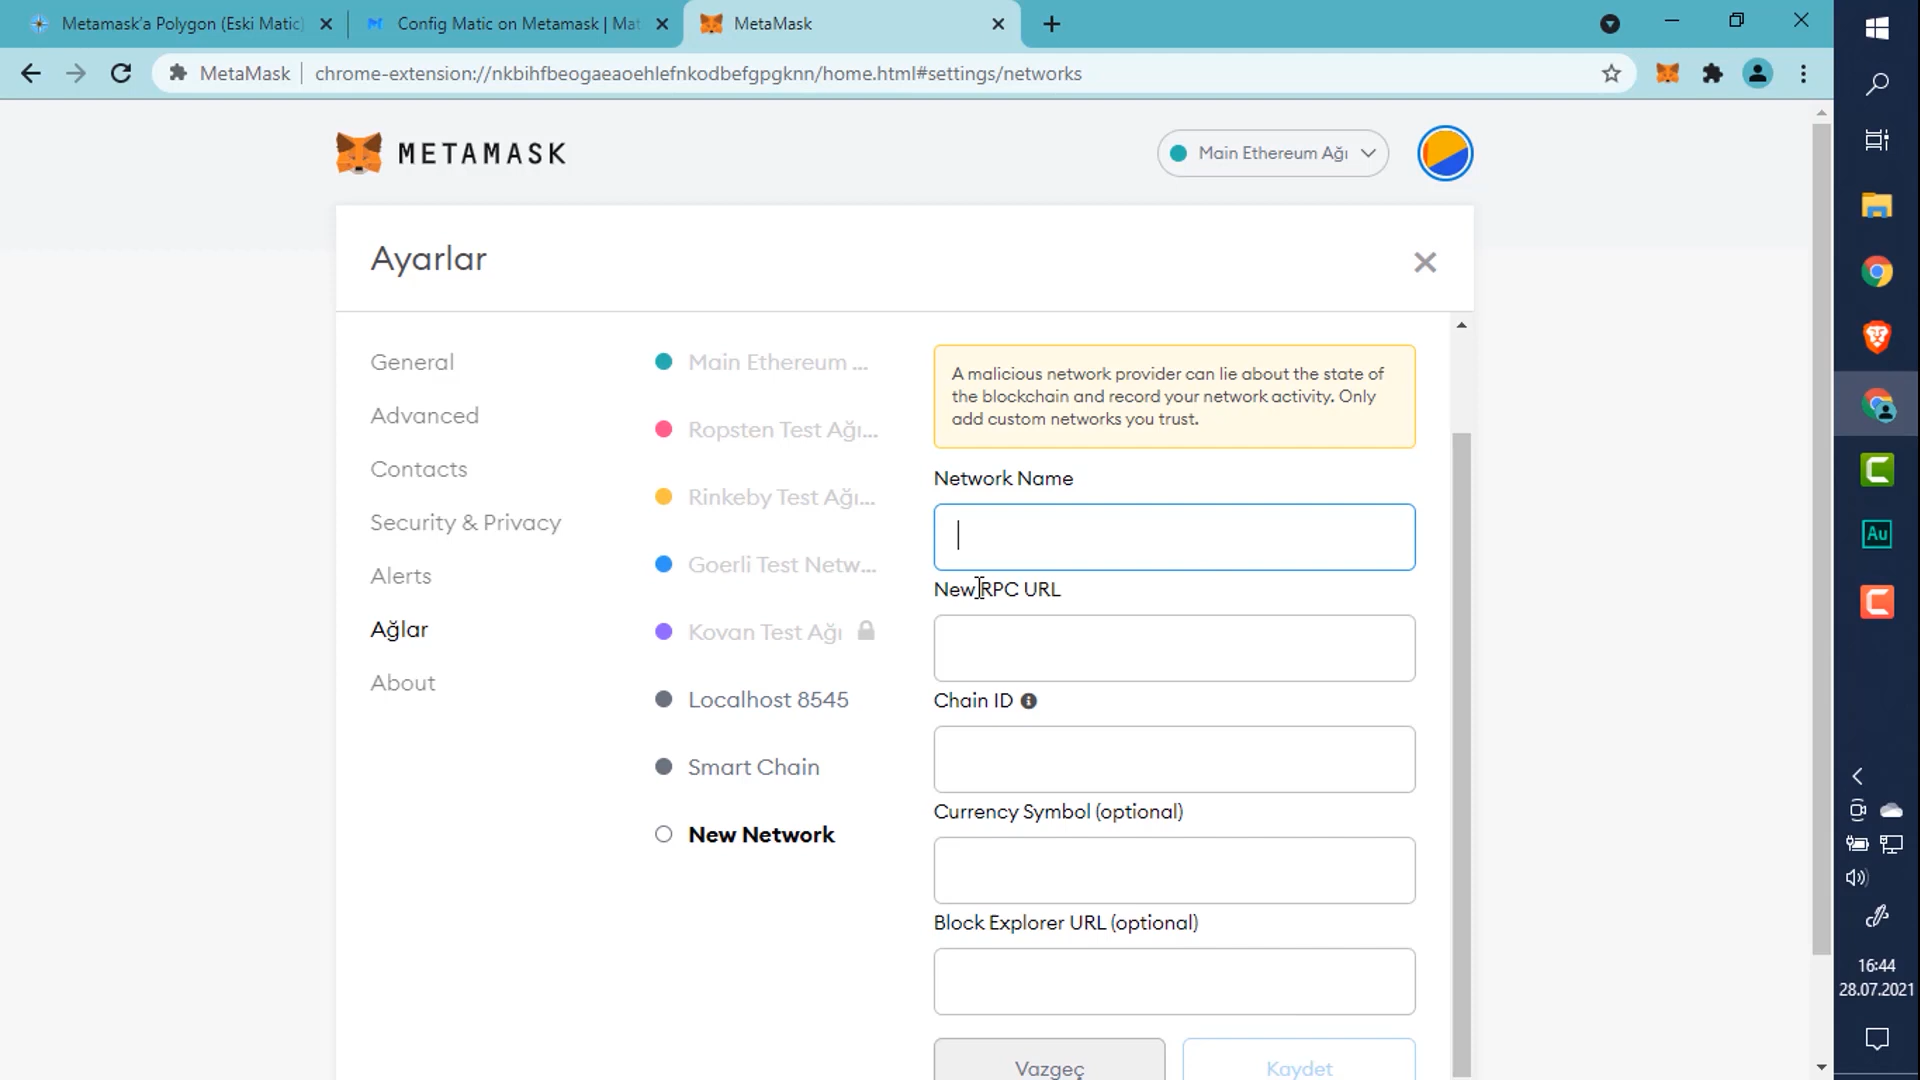 Metamask'a Polygon (Eski Matic)
Config Matic on Metamask | Mat
MetaMask
MetaMask
chrome-extension://nkbihfbeogaeaoehlefnkodbefgpgknn/home.html#settings/networks
METAMASK
Main Ethereum Ağı
Ayarlar
General
Advanced
Contacts
Security & Privacy
Alerts
Ağlar
About
Main Ethereum ...
Ropsten Test Ağı...
Rinkeby Test Ağı...
Goerli Test Netw...
Kovan Test Ağı
Localhost 8545
Smart Chain
New Network
A malicious network provider can lie about the state of
the blockchain and record your network activity. Only
add custom networks you trust.
Network Name
New RPC URL
Chain ID
Currency Symbol (optional)
Block Explorer URL (optional)
Vazgeç
Kaydet
Au
16:44
28.07.2021